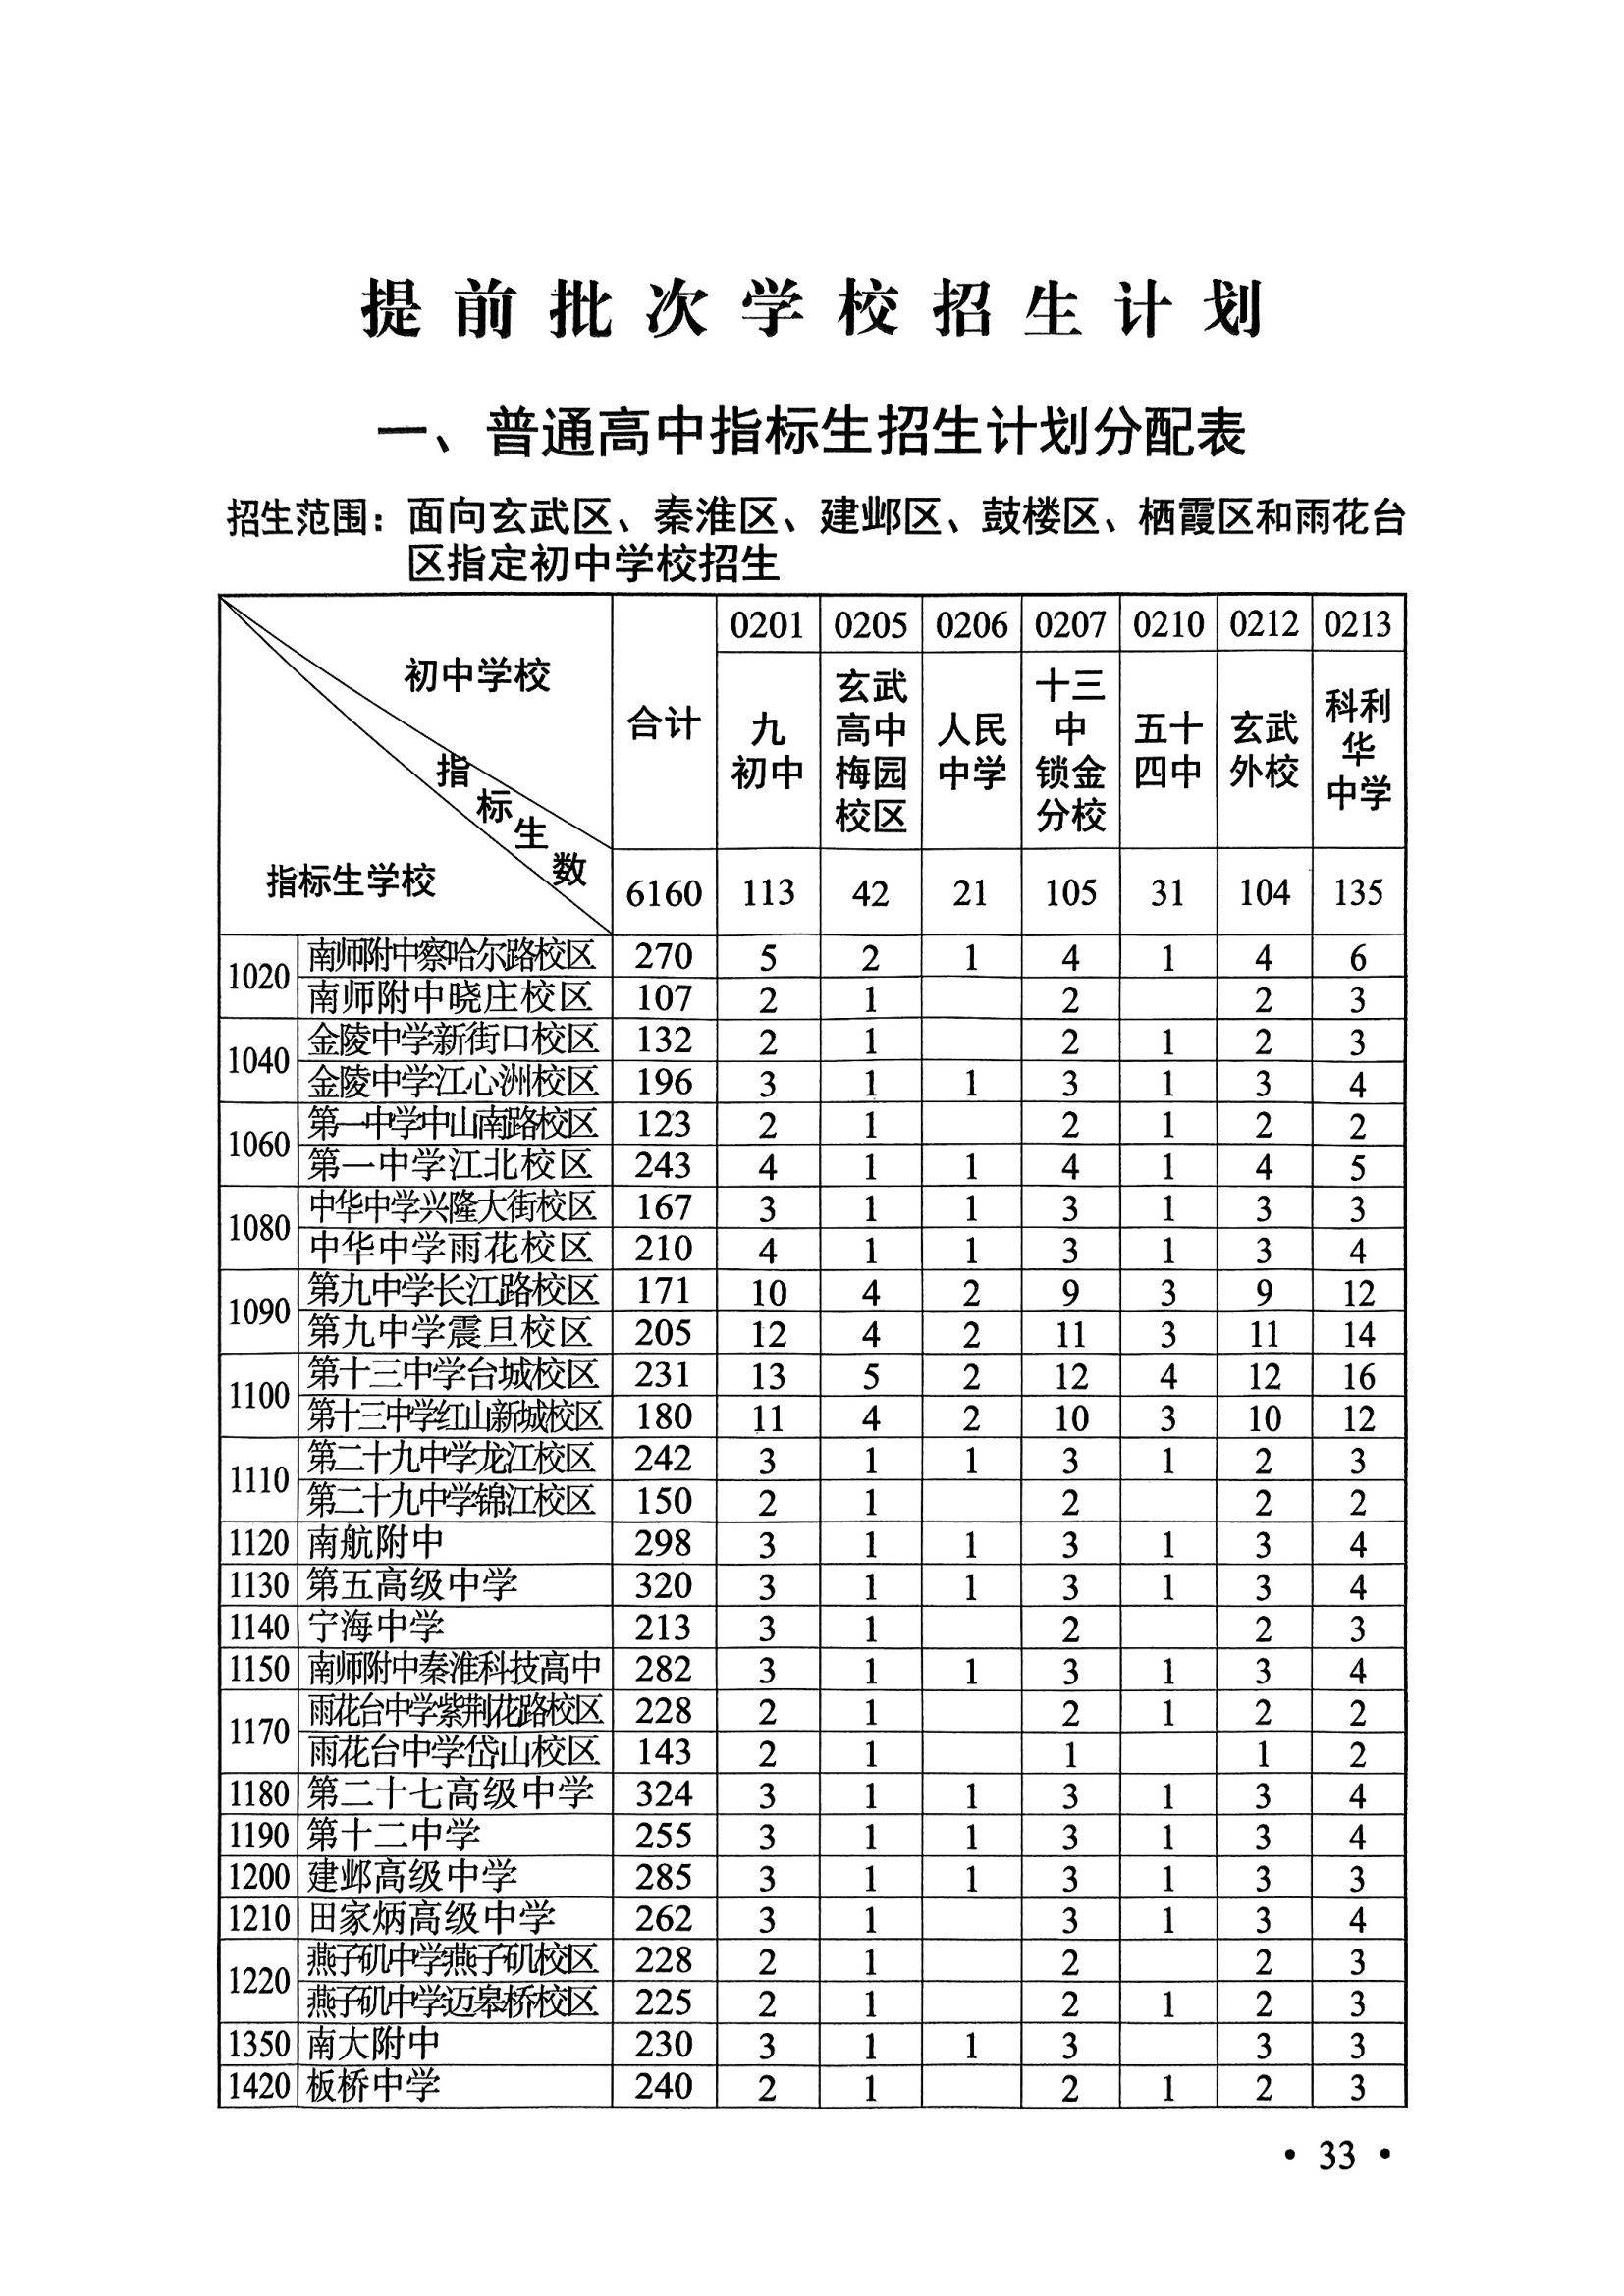 提前批次学校招生计划
一、普通高中指标生招生计划分配表
招生范围：面向玄武区、秦淮区、建邺区、鼓楼区、栖霞区和雨花台
区指定初中学校招生
初中学校 指标生数 指标生学校 合计 0201 0205 0206 0207 0210 0212 0213
九初中 玄武高中梅园校区 人民中学 十三中锁金分校 五十四中 玄武外校 科利华中学
6160 113 42 21 105 31 104 135
1020 南师附中察哈尔路校区 270 5 2 1 4 1 4 6
南师附中晓庄校区 107 2 1 2 2 3
1040 金陵中学新街口校区 132 2 1 2 1 2 3
金陵中学江心洲校区 196 3 1 1 3 1 3 4
1060 第一中学中山南路校区 123 2 1 2 1 2 2
第一中学江北校区 243 4 1 1 4 1 4 5
1080 中华中学兴隆大街校区 167 3 1 1 3 1 3 3
中华中学雨花校区 210 4 1 1 3 1 3 4
1090 第九中学长江路校区 171 10 4 2 9 3 9 12
第九中学震旦校区 205 12 4 2 11 3 11 14
1100 第十三中学台城校区 231 13 5 2 12 4 12 16
第十三中学红山新城校区 180 11 4 2 10 3 10 12
1110 第二十九中学龙江校区 242 3 1 1 3 1 2 3
第二十九中学锦江校区 150 2 1 2 2 2
1120 南航附中 298 3 1 1 3 1 3 4
1130 第五高级中学 320 3 1 1 3 1 3 4
1140 宁海中学 213 3 1 2 2 3
1150 南师附中秦淮科技高中 282 3 1 1 3 1 3 4
1170 雨花台中学紫荆花路校区 228 2 1 2 1 2 2
雨花台中学岱山校区 143 2 1 1 1 2
1180 第二十七高级中学 324 3 1 1 3 1 3 4
1190 第十二中学 255 3 1 1 3 1 3 4
1200 建邺高级中学 285 3 1 1 3 1 3 3
1210 田家炳高级中学 262 3 1 3 1 3 4
1220 燕子矶中学燕子矶校区 228 2 1 2 2 3
燕子矶中学迈皋桥校区 225 2 1 2 1 2 3
1350 南大附中 230 3 1 1 3 3 3
1420 板桥中学 240 2 1 2 1 2 3
· 33 ·